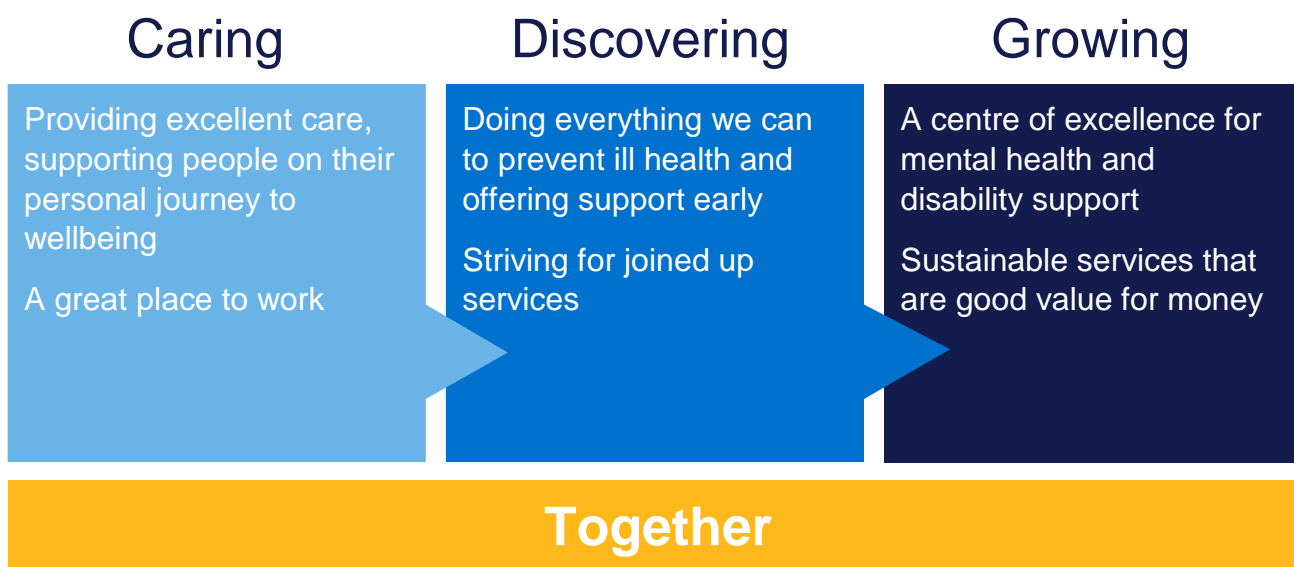 Caring
Providing excellent care,
supporting people on their
personal journey to
wellbeing
A great place to work
Discovering
Doing everything we can
to prevent ill health and
offering support early
Striving for joined up
services
Growing
A centre of excellence for
mental health and
disability support
Sustainable services that
are good value for money
Together